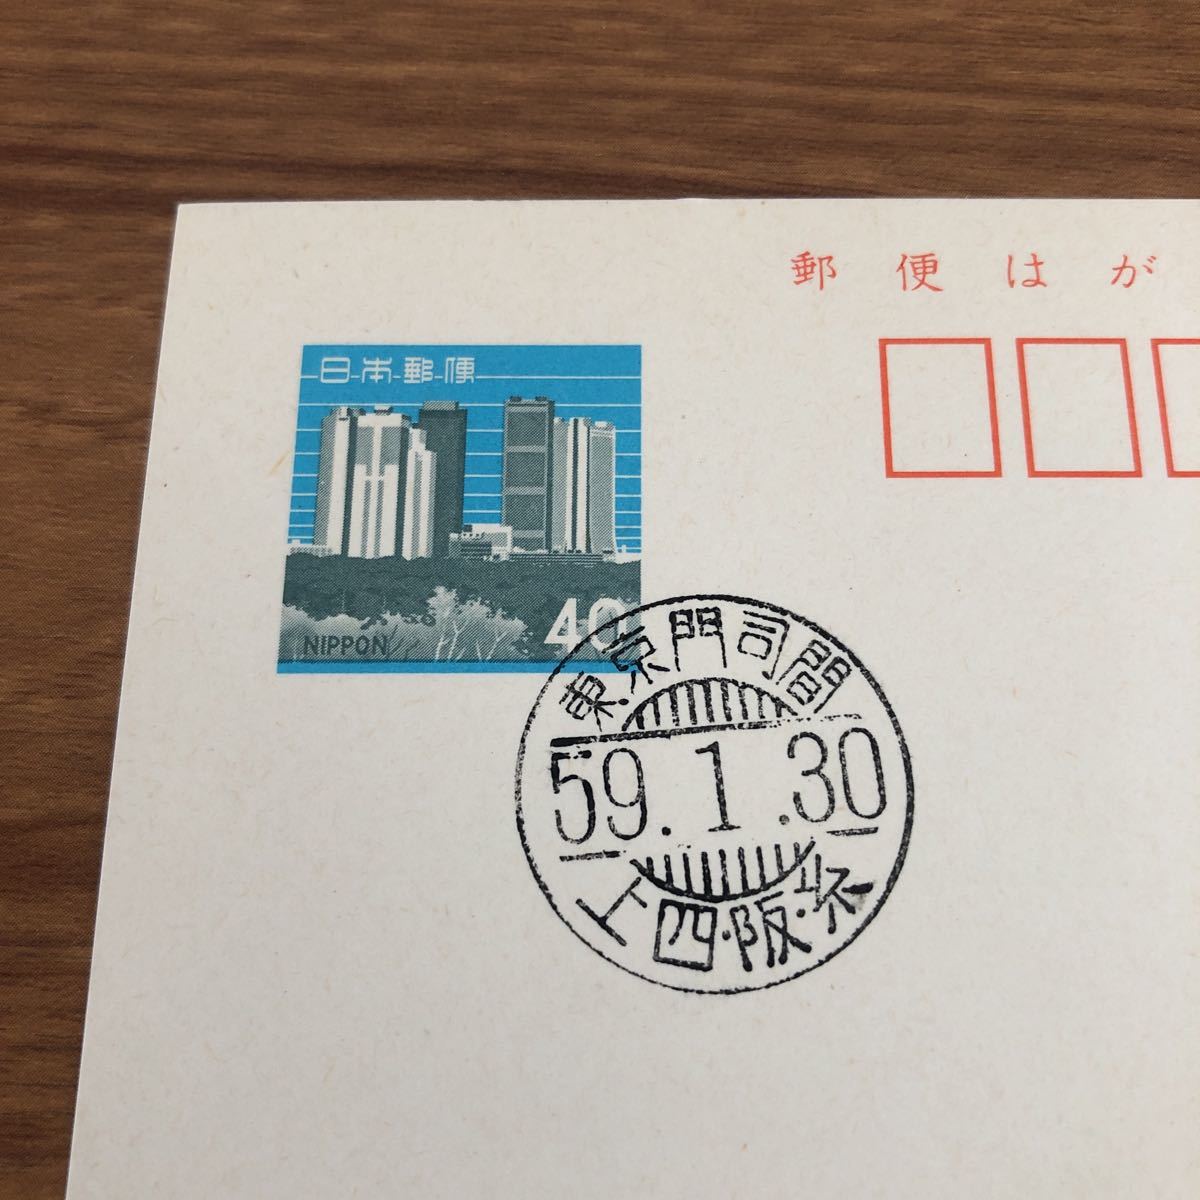 郵便はが
日本郵便
40
NIPPON
東京門司間
59.1.30
上四·阪·糸